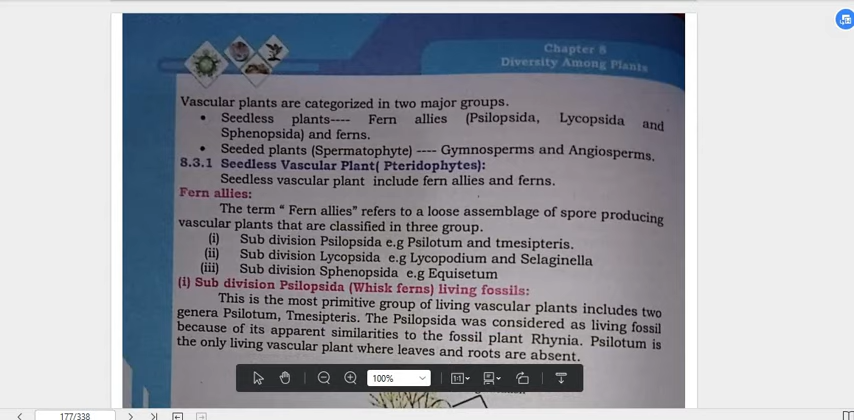 Chapter 8
Diversity Among Plants
Vascular plants are categorized in two major groups.
• Seedless plants---- Fern allies (Psilopsida, Lycopsida and
Sphenopsida) and ferns.
• Seeded plants (Spermatophyte) ---- Gymnosperms and Angiosperms.
8.3.1 Seedless Vascular Plant( Pteridophytes):
Seedless vascular plant include fern allies and ferns.
Fern allies:
The term “ Fern allies” refers to a loose assemblage of spore producing
vascular plants that are classified in three group.
(i) Sub division Psilopsida e.g Psilotum and tmesipteris.
(ii) Sub division Lycopsida e.g Lycopodium and Selaginella
(iii) Sub division Sphenopsida e.g Equisetum
(i) Sub division Psilopsida (Whisk ferns) living fossils:
This is the most primitive group of living vascular plants includes two
genera Psilotum, Tmesipteris. The Psilopsida was considered as living fossil
because of its apparent similarities to the fossil plant Rhynia. Psilotum is
the only living vascular plant where leaves and roots are absent.
100%
1:1
177/338